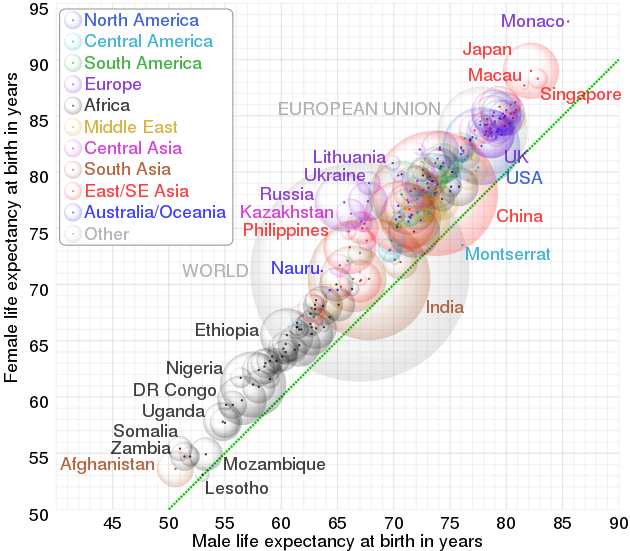 95
90
85
80
75
70
65
60
55
50
Female life expectancy at birth in years
North America
Central America
South America
Europe
Africa
Middle East
Central Asia
South Asia
East/SE Asia
Australia/Oceania
Other
Monaco
Japan
Macau
Singapore
EUROPEAN UNION
Lithuania
UK
Ukraine
USA
Russia
Kazakhstan
China
Philippines
Montserrat
WORLD
Nauru
India
Ethiopia
Nigeria
DR Congo
Uganda
Somalia
Zambia
Afghanistan
Mozambique
Lesotho
45 50 55 60 65 70 75 80 85 90
Male life expectancy at birth in years